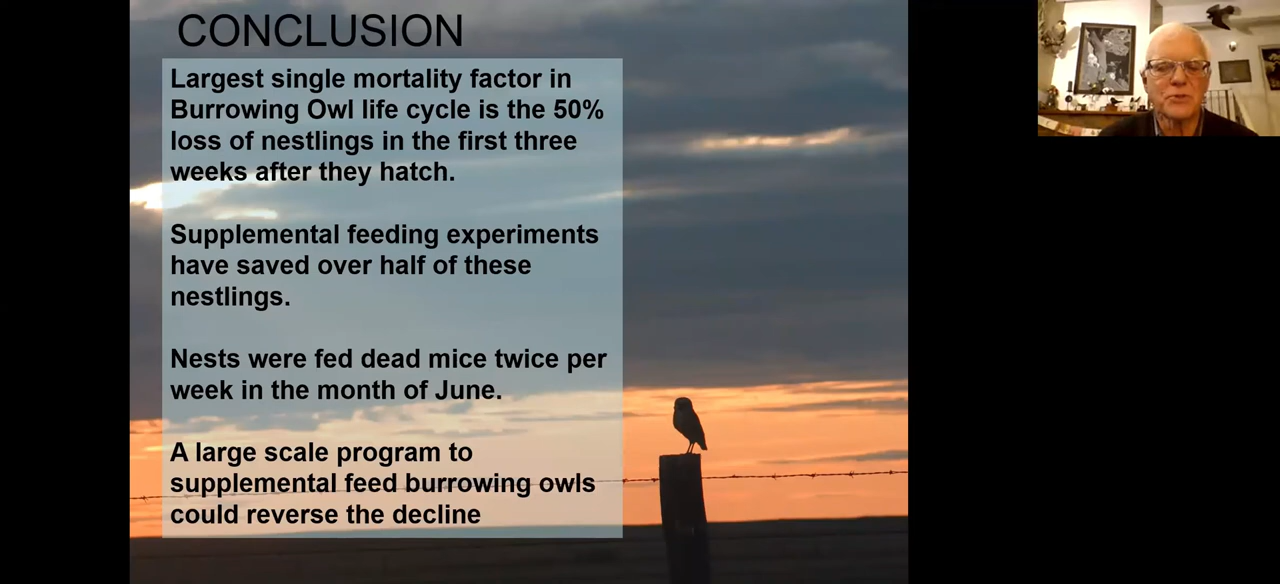 CONCLUSION
Largest single mortality factor in
Burrowing Owl life cycle is the 50%
loss of nestlings in the first three
weeks after they hatch.
Supplemental feeding experiments
have saved over half of these
nestlings.
Nests were fed dead mice twice per
week in the month of June.
A large scale program to
supplemental feed burrowing owls
could reverse the decline